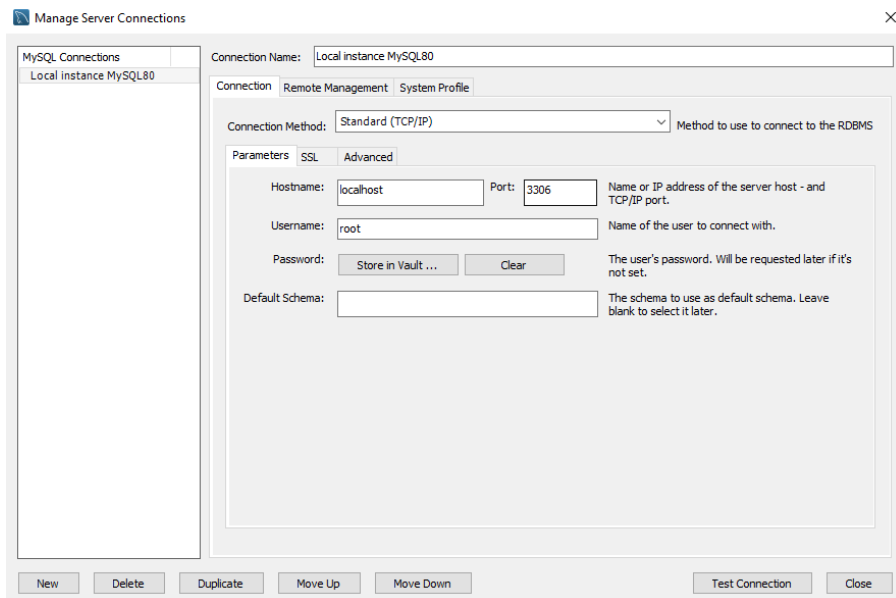 Manage Server Connections
MySQL Connections
Local instance MySQL80
Connection Name: Local instance MySQL80
Connection Remote Management System Profile
Connection Method: Standard (TCP/IP) Method to use to connect to the RDBMS
Parameters SSL Advanced
Hostname: localhost Port: 3306 Name or IP address of the server host - and
TCP/IP port.
Username: root Name of the user to connect with.
Password: Store in Vault ... Clear The user's password. Will be requested later if it's
not set.
Default Schema: The schema to use as default schema. Leave
blank to select it later.
New Delete Duplicate Move Up Move Down Test Connection Close